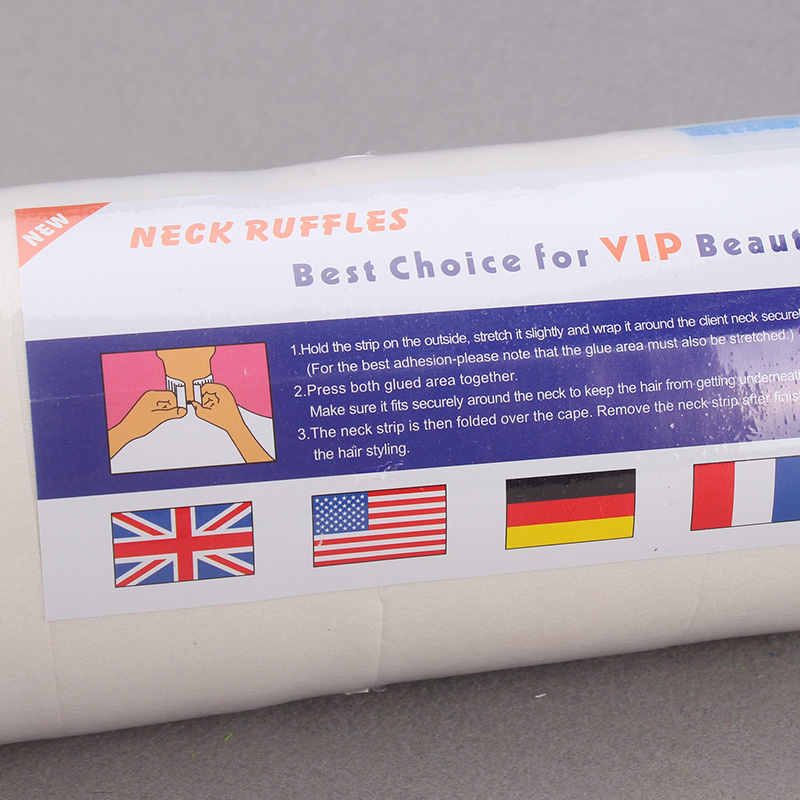 NEW
NECK RUFFLES
Best Choice for VIP
1.Hold the strip on the outside, stretch it slightly and wrap it around the client neck
(For the best adhesion-please note that the glue area must also be stretched.)
2.Press both glued area together.
Make sure it fits securely around the neck to keep the hair from getting
3.The neck strip is then folded over the cape. Remove the neck strip after
the hair styling.